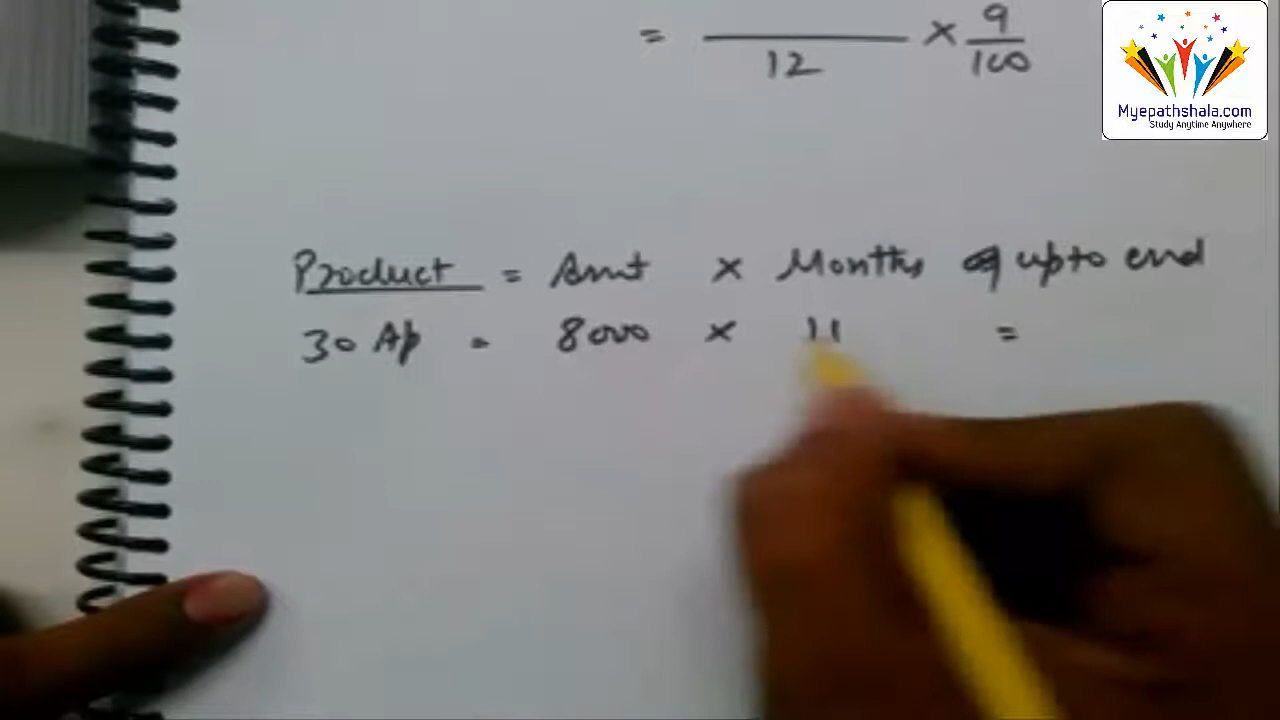 = ─── × 9/100
12
Myepathshala.com
Study Anytime Anywhere
Product = Amt × Months upto end
30 Ap = 8000 × 11 =